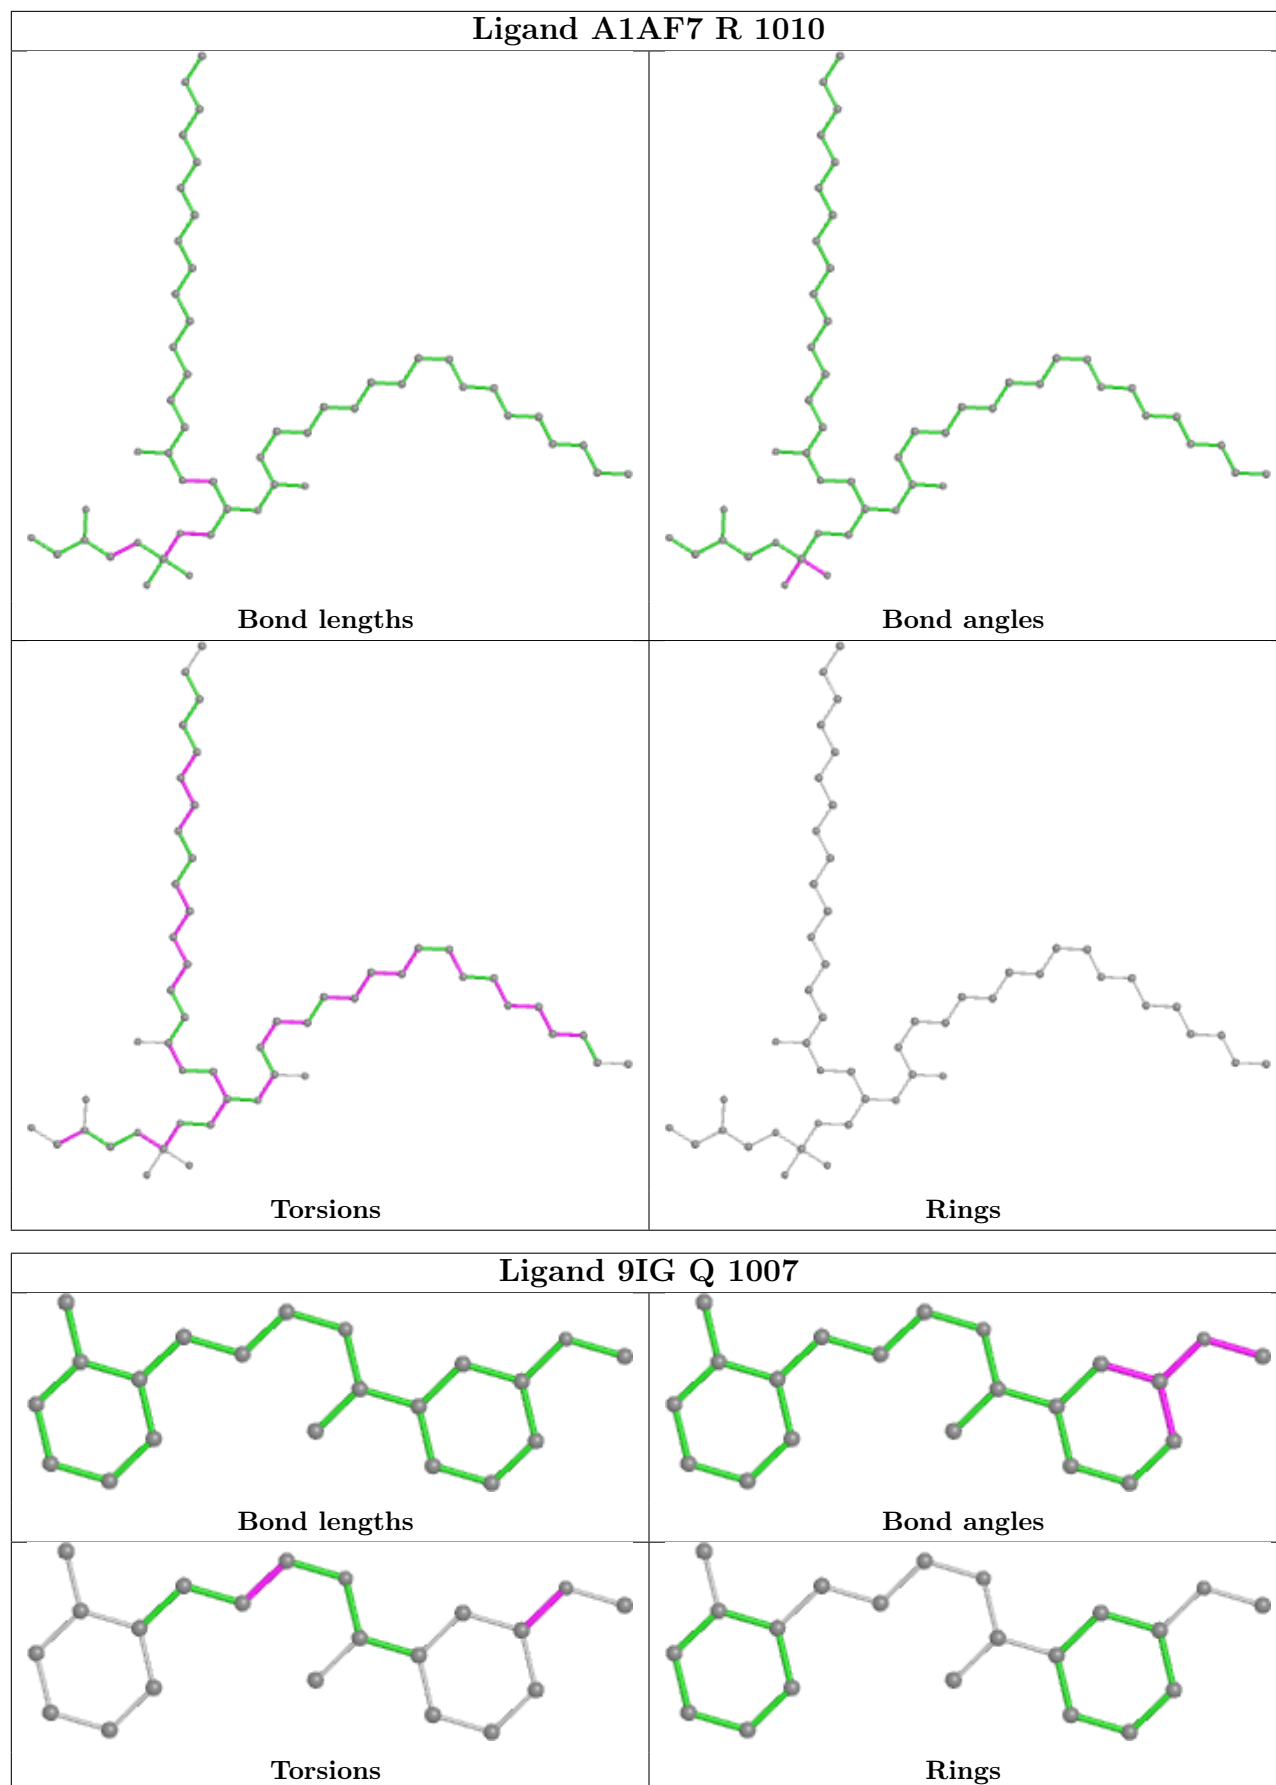 Ligand A1AF7 R 1010
Bond lengths
Bond angles
Torsions
Rings
Ligand 9IG Q 1007
Bond lengths
Bond angles
Torsions
Rings